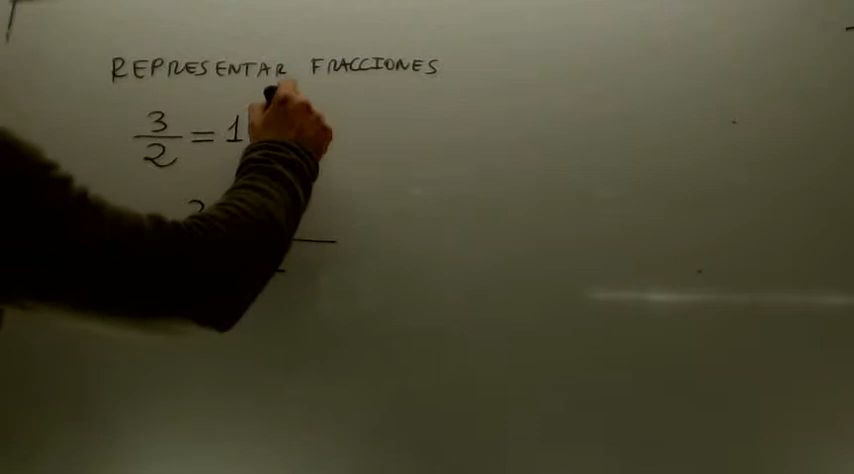 REPRESENTAR FRACCIONES
3/2 = 1